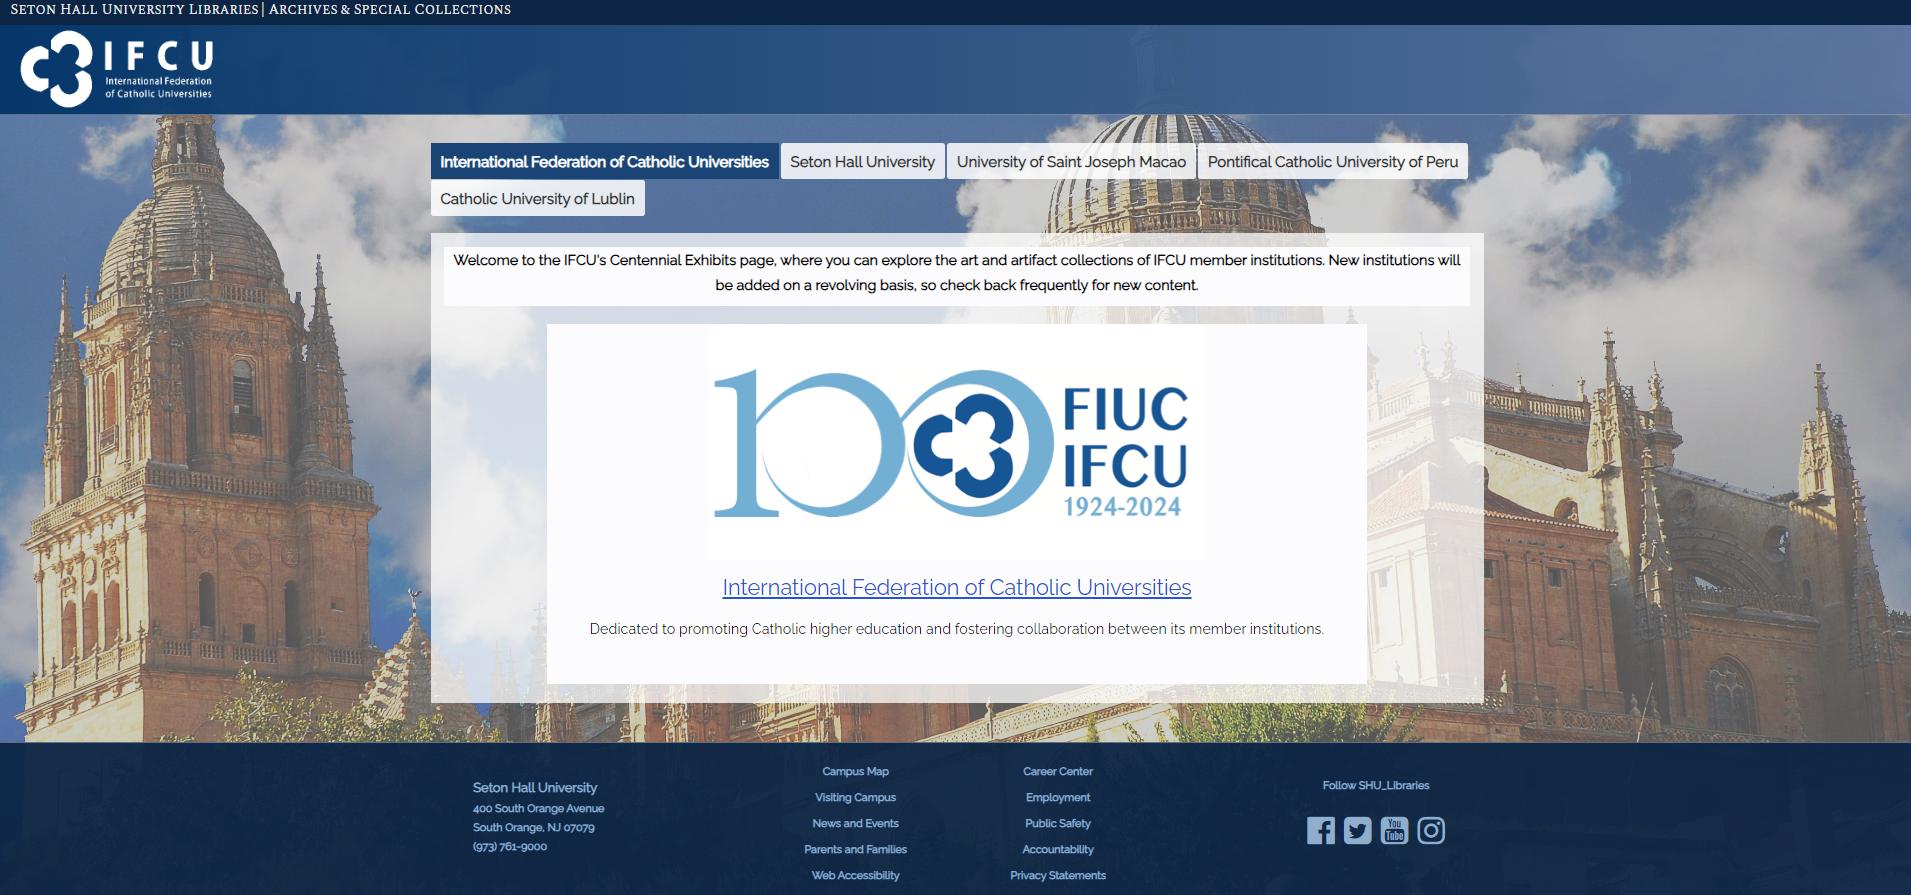 SETON HALL UNIVERSITY LIBRARIES | ARCHIVES & SPECIAL COLLECTIONS
IFCU
International Federation
of Catholic Universities
International Federation of Catholic Universities
Seton Hall University
University of Saint Joseph Macao
Pontifical Catholic University of Peru
Catholic University of Lublin
Welcome to the IFCU's Centennial Exhibits page, where you can explore the art and artifact collections of IFCU member institutions. New institutions will
be added on a revolving basis, so check back frequently for new content.
100
FIUC
IFCU
1924-2024
International Federation of Catholic Universities
Dedicated to promoting Catholic higher education and fostering collaboration between its member institutions.
Seton Hall University
400 South Orange Avenue
South Orange, NJ 07079
(973) 761-9000
Campus Map
Visiting Campus
News and Events
Parents and Families
Web Accessibility
Career Center
Employment
Public Safety
Accountability
Privacy Statements
Follow SHU_Libraries
You
Tube